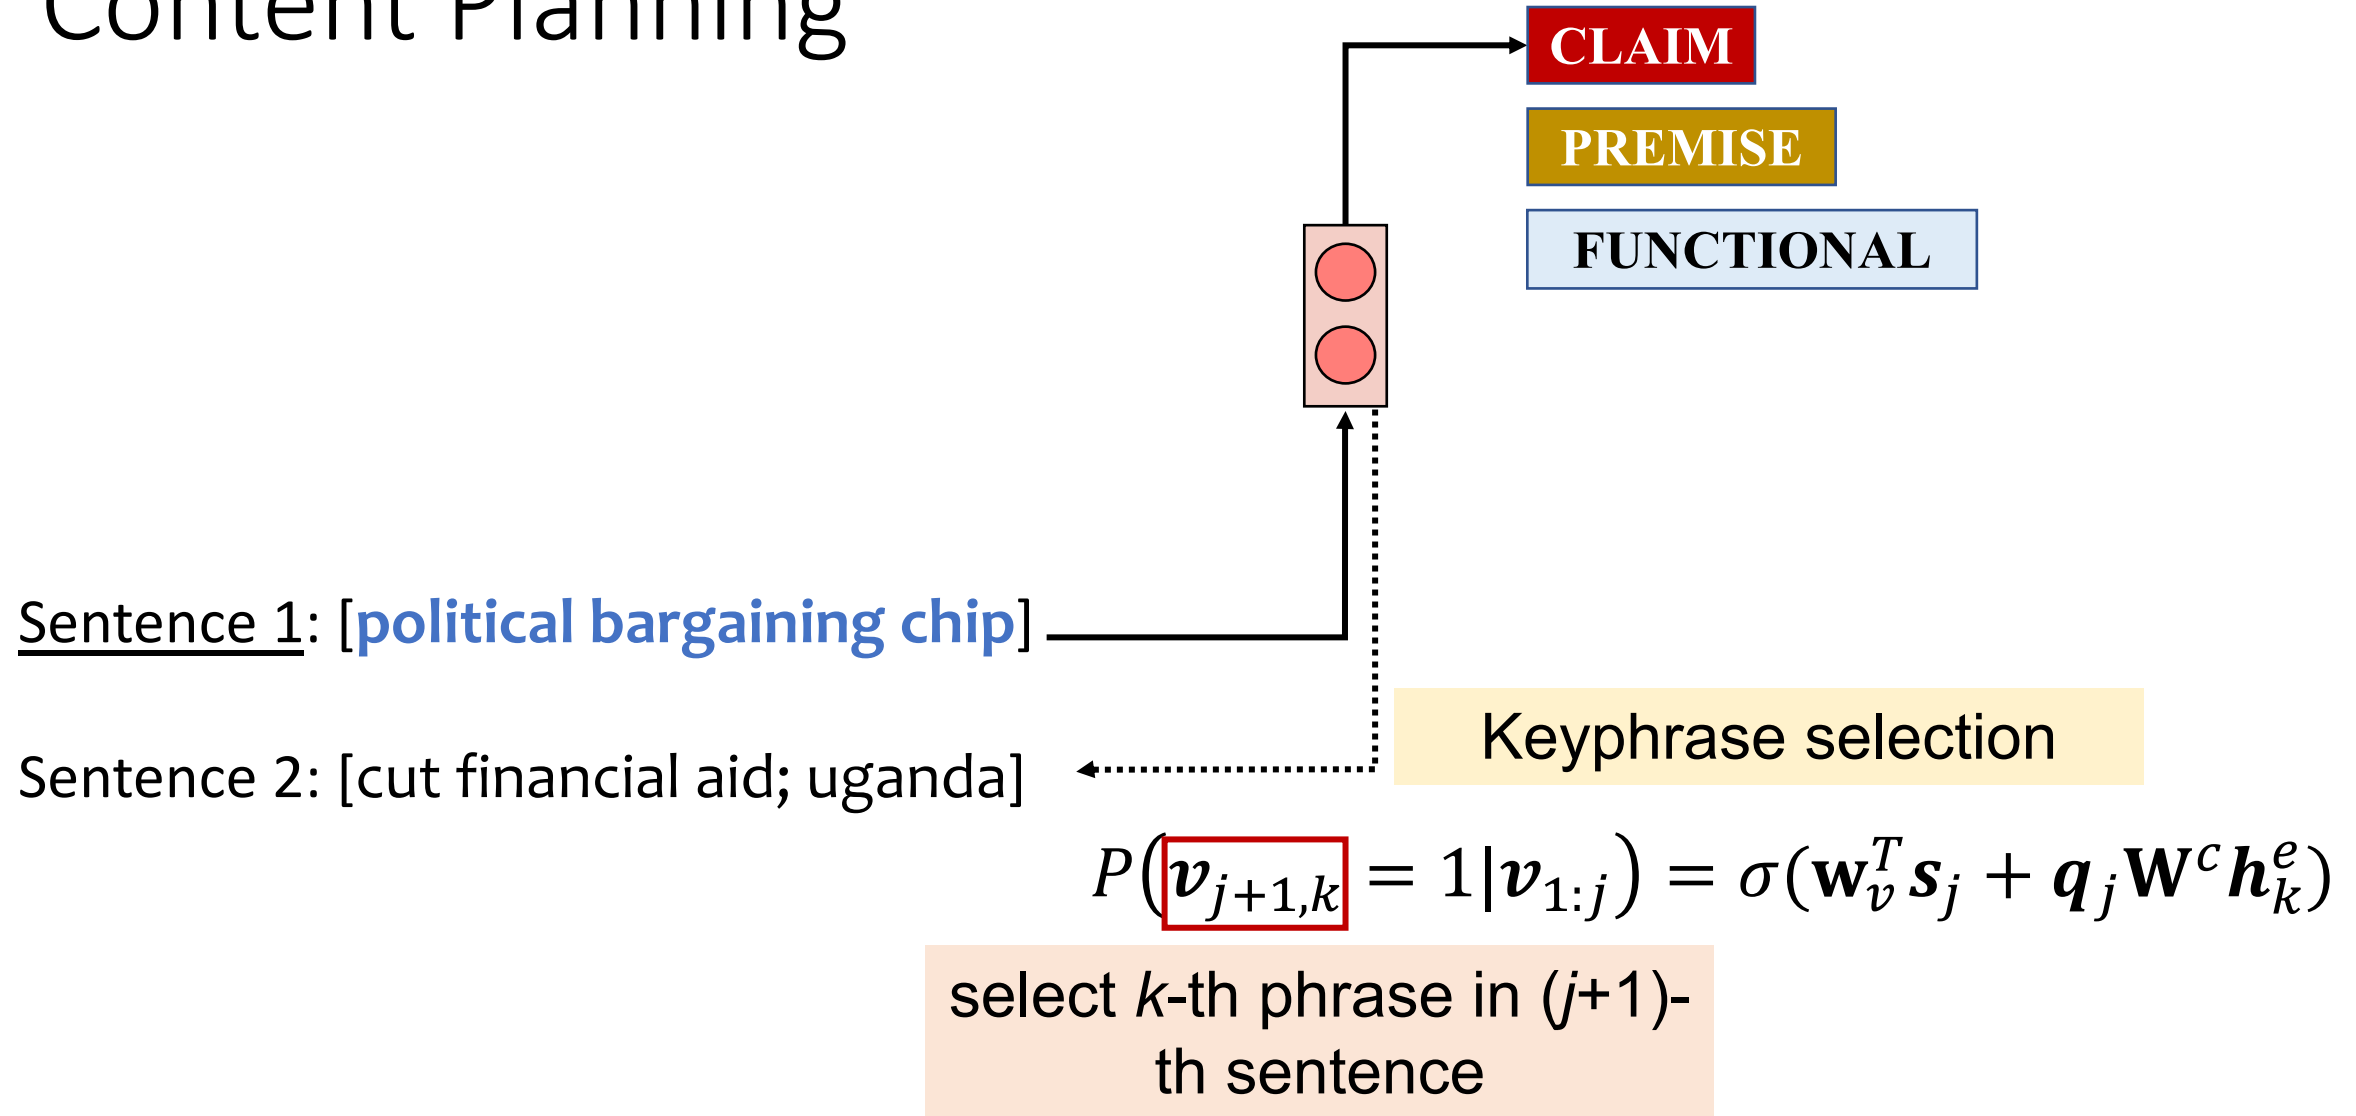 Content Planning
CLAIM
PREMISE
FUNCTIONAL
Sentence 1: [political bargaining chip]
Keyphrase selection
Sentence 2: [cut financial aid; uganda]
𝑃(𝒗_{j+1,k} = 1|𝒗_{1:j}) = σ(𝐰_v^T 𝒔_j + 𝒒_j 𝐖^c 𝒉_k^e)
select k-th phrase in (j+1)-
th sentence